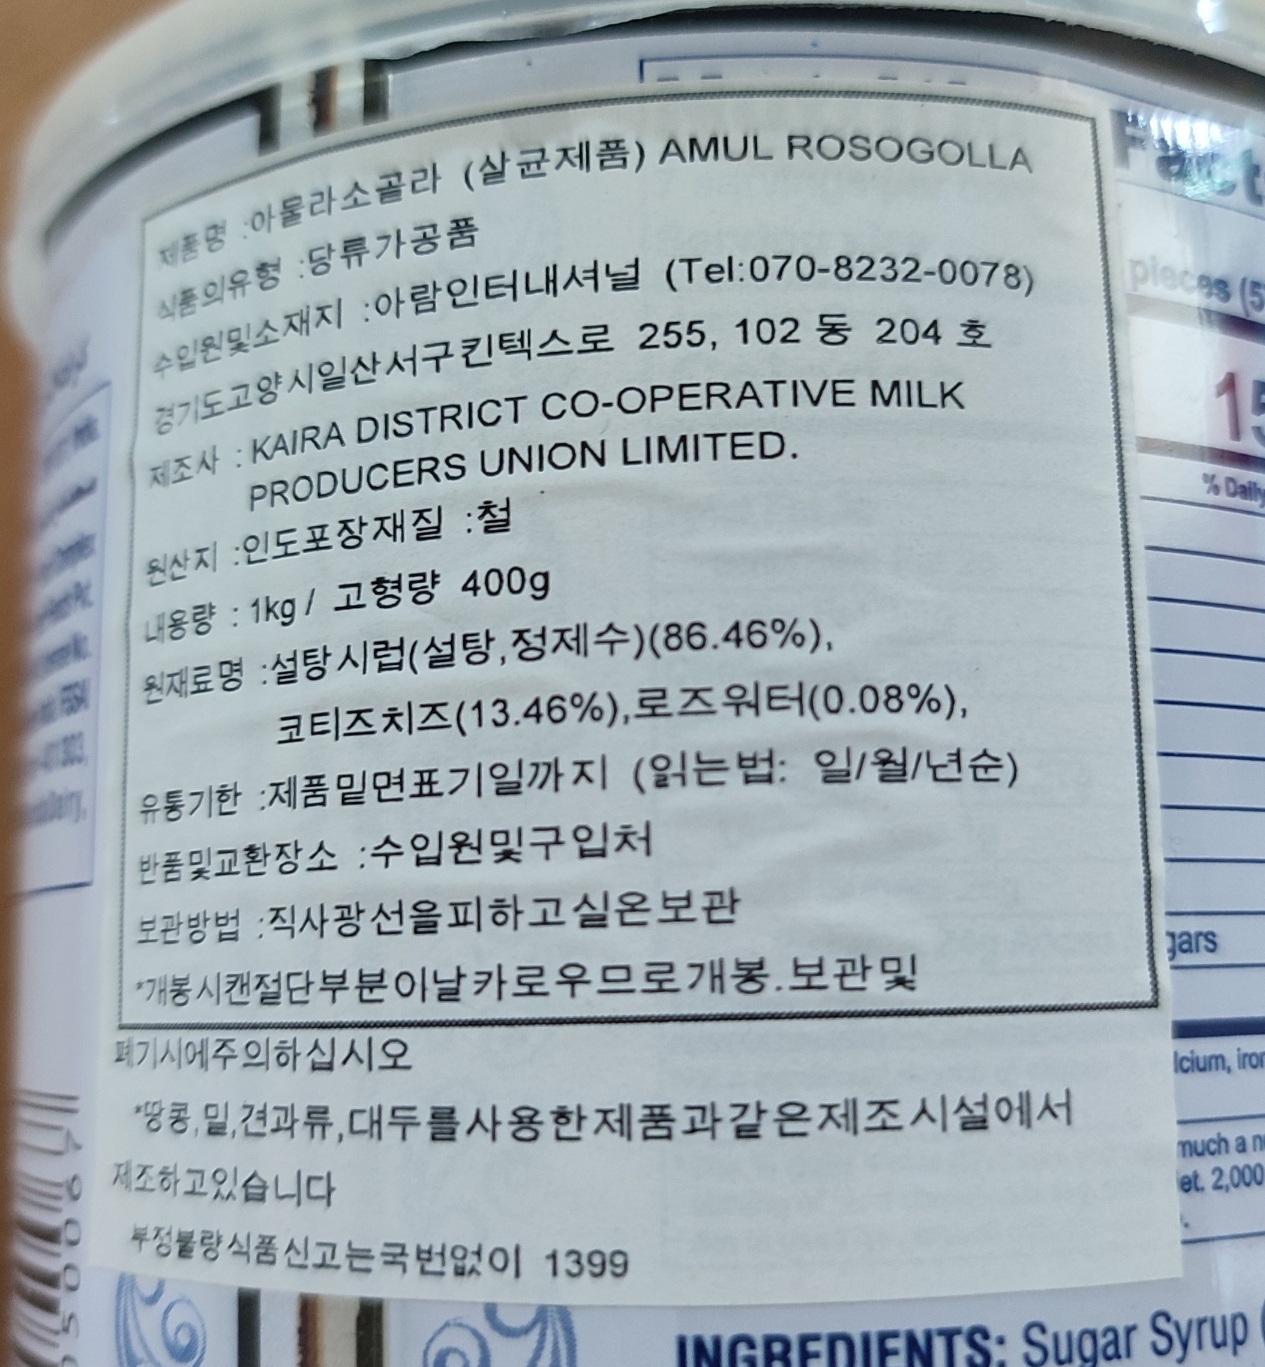 제품명 :아물라소골라 (살균제품) AMUL ROSOGOLLA
식품의유형 :당류가공품
수입원및소재지 :아람인터내셔널 (Tel:070-8232-0078)
경기도고양시일산서구킨텍스로 255, 102 동 204 호
제조사 : KAIRA DISTRICT CO-OPERATIVE MILK
PRODUCERS UNION LIMITED.
원산지 :인도포장재질 :철
내용량 : 1kg / 고형량 400g
원재료명 :설탕시럽(설탕,정제수)(86.46%),
코티즈치즈(13.46%),로즈워터(0.08%),
유통기한 :제품밑면표기일까지 (읽는법: 일/월/년순)
반품및교환장소 :수입원및구입처
보관방법 :직사광선을피하고실온보관
*개봉시캔절단부분이날카로우므로개봉.보관및
폐기시에주의하십시오
*땅콩,밀,견과류,대두를사용한제품과같은제조시설에서
제조하고있습니다
부정불량식품신고는국번없이 1399
pieces (5
15
% Daily
gars
lcium, iron
much a n
et. 2,000
INGREDIENTS: Sugar Syrup (